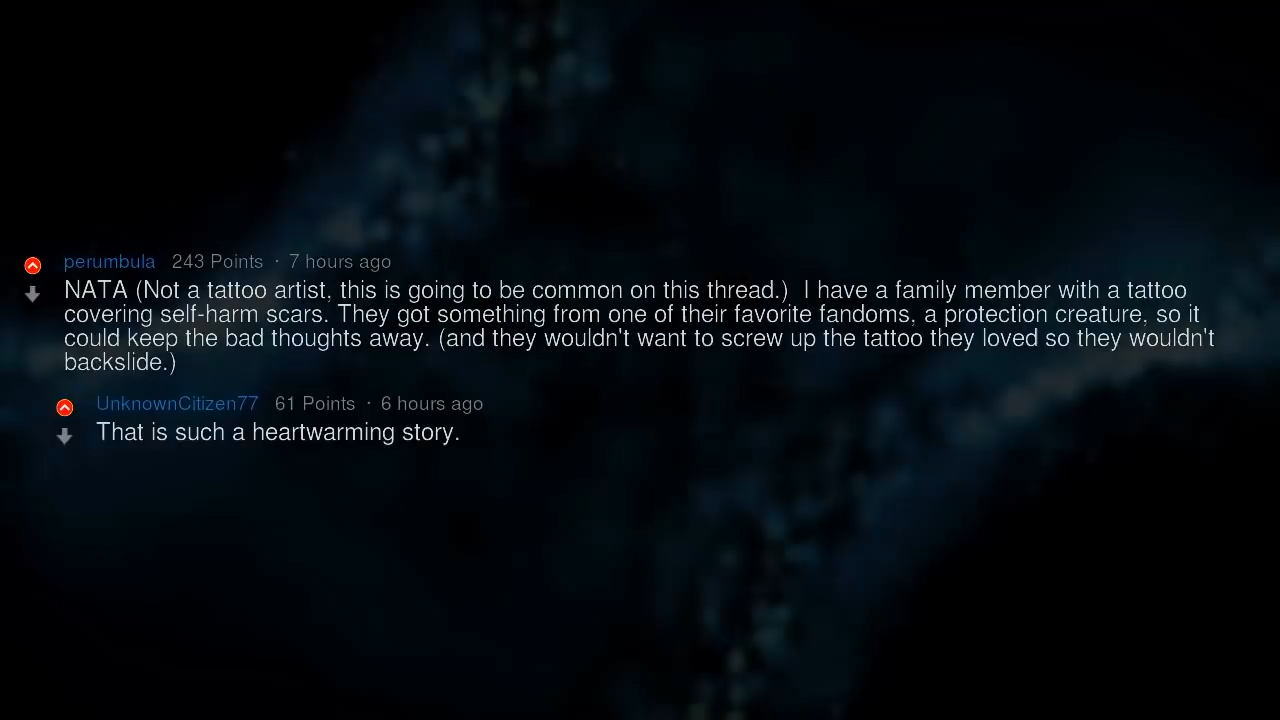 perumbula 243 Points · 7 hours ago
NATA (Not a tattoo artist, this is going to be common on this thread.)  I have a family member with a tattoo
covering self-harm scars. They got something from one of their favorite fandoms, a protection creature, so it
could keep the bad thoughts away. (and they wouldn't want to screw up the tattoo they loved so they wouldn't
backslide.)
UnknownCitizen77 61 Points · 6 hours ago
That is such a heartwarming story.